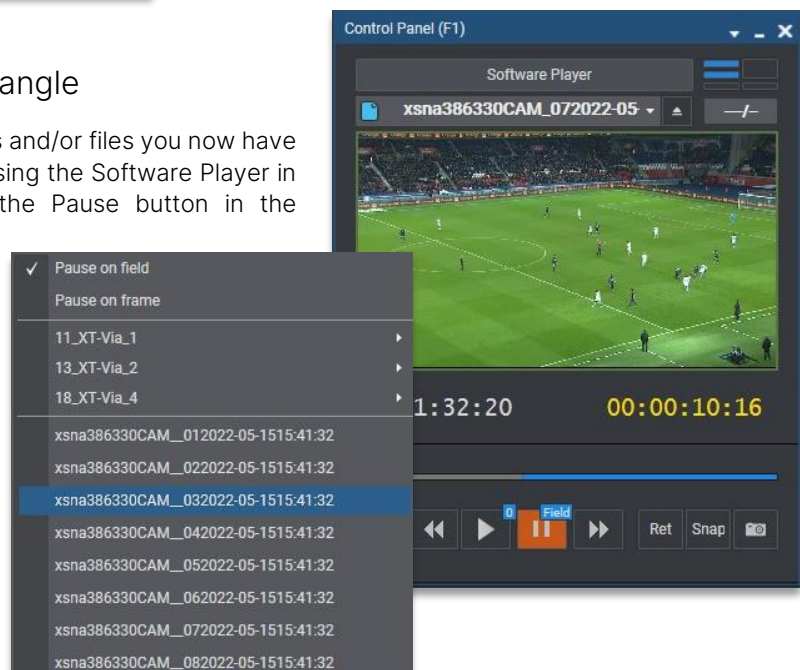 angle
s and/or files you now have
sing the Software Player in
the Pause button in the
Control Panel (F1)
Software Player
xsna386330CAM_072022-05-
—/–
1:32:20
00:00:10:16
0
Field
Ret
Snap
✓ Pause on field
Pause on frame
11_XT-Via_1
13_XT-Via_2
18_XT-Via_4
xsna386330CAM__012022-05-1515:41:32
xsna386330CAM__022022-05-1515:41:32
xsna386330CAM__032022-05-1515:41:32
xsna386330CAM__042022-05-1515:41:32
xsna386330CAM__052022-05-1515:41:32
xsna386330CAM__062022-05-1515:41:32
xsna386330CAM__072022-05-1515:41:32
xsna386330CAM__082022-05-1515:41:32